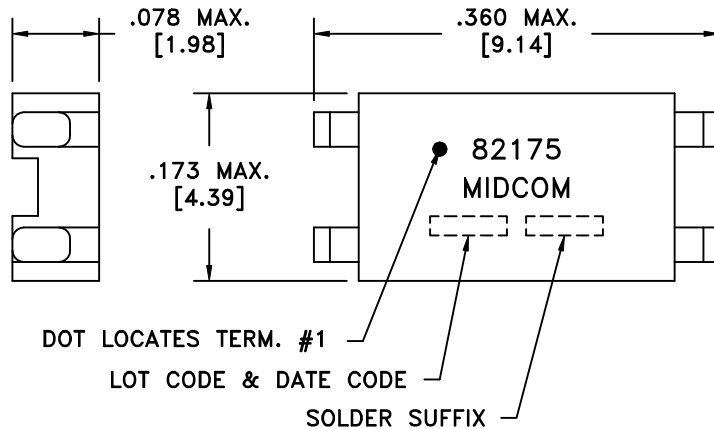 .078 MAX.
[1.98]
.360 MAX.
[9.14]
.173 MAX.
[4.39]
82175
MIDCOM
DOT LOCATES TERM. #1
LOT CODE & DATE CODE
SOLDER SUFFIX